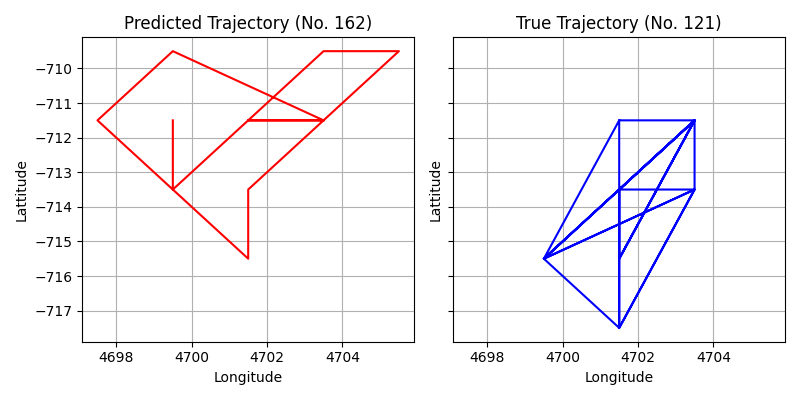 Predicted Trajectory (No. 162)
True Trajectory (No. 121)
Lattitude
−710
−711
−712
−713
−714
−715
−716
−717
4698 4700 4702 4704
Longitude
Lattitude
4698 4700 4702 4704
Longitude